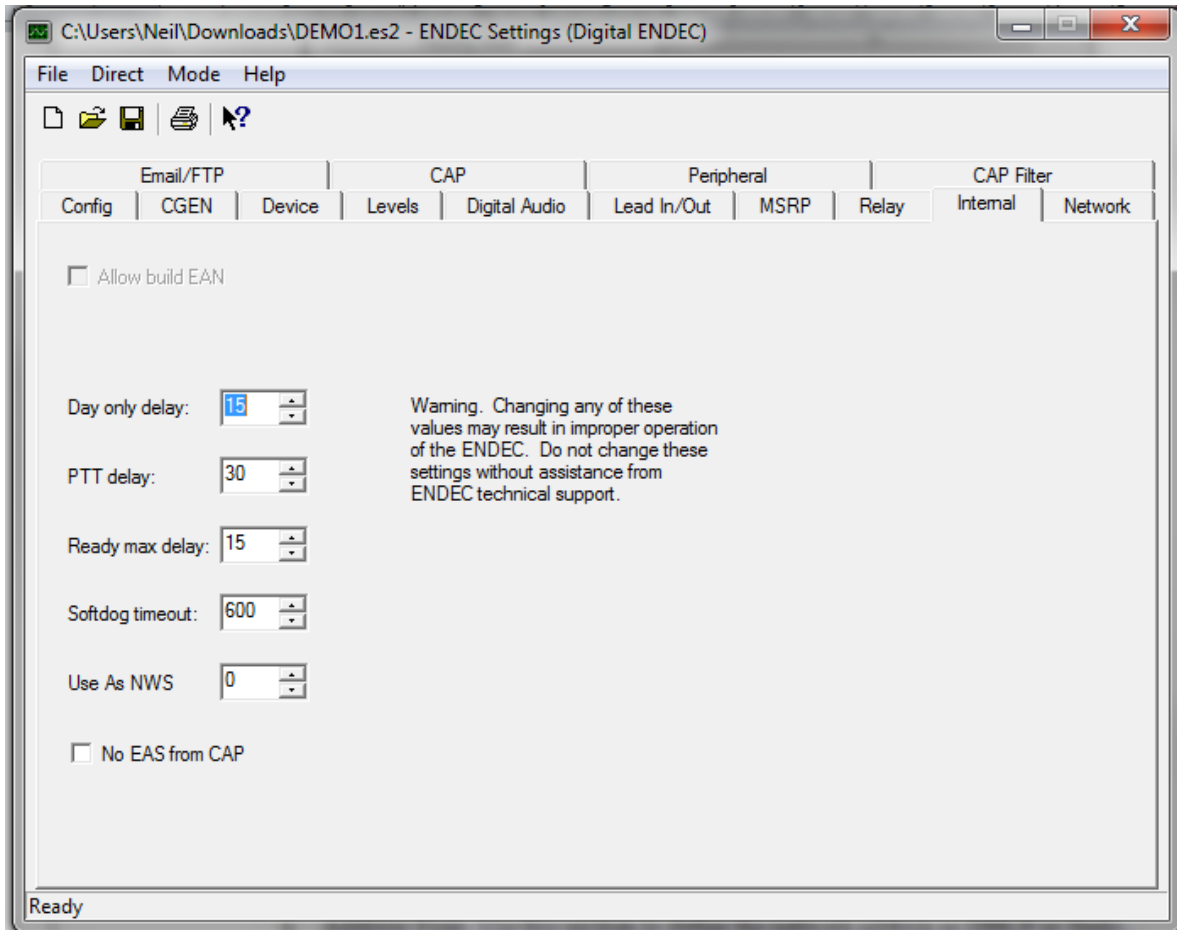 C:\Users\Neil\Downloads\DEMO1.es2 - ENDEC Settings (Digital ENDEC)
File Direct Mode Help
Email/FTP CAP Peripheral CAP Filter
Config CGEN Device Levels Digital Audio Lead In/Out MSRP Relay Internal Network
Allow build EAN
Day only delay: 15
Warning. Changing any of these
values may result in improper operation
of the ENDEC. Do not change these
settings without assistance from
ENDEC technical support.
PTT delay: 30
Ready max delay: 15
Softdog timeout: 600
Use As NWS 0
No EAS from CAP
Ready